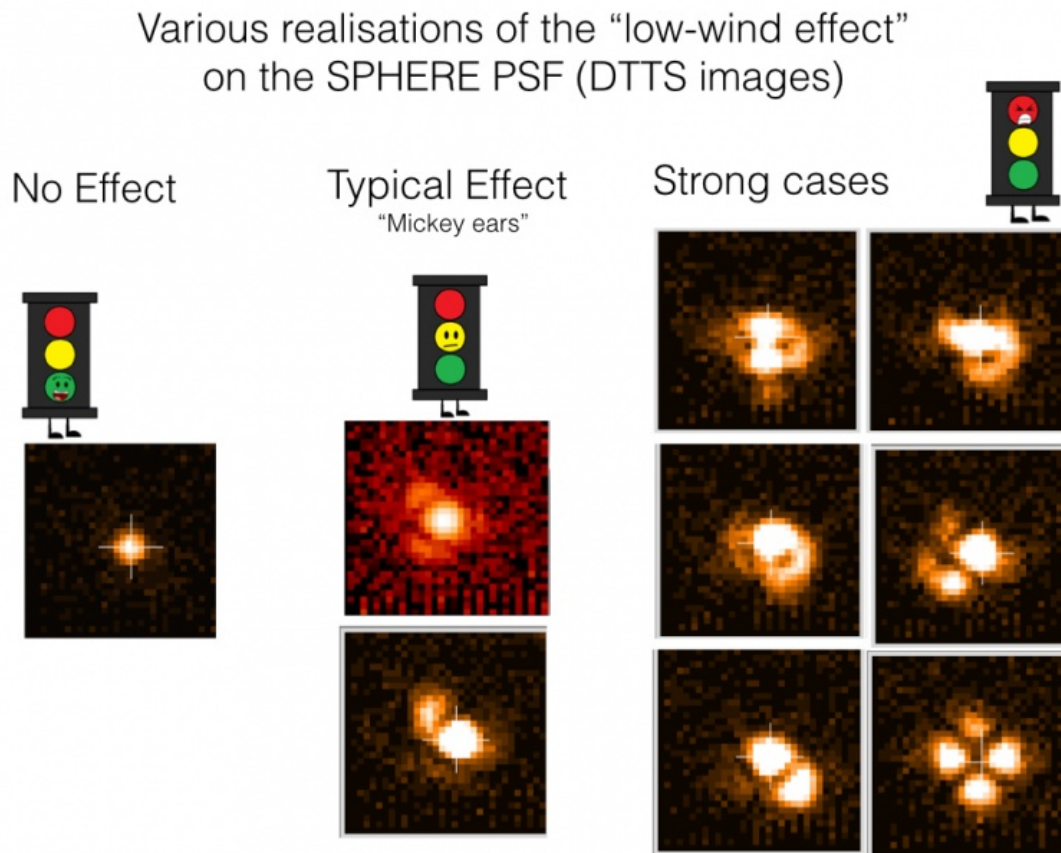 Various realisations of the “low-wind effect”
on the SPHERE PSF (DTTS images)
No Effect
Typical Effect
“Mickey ears”
Strong cases